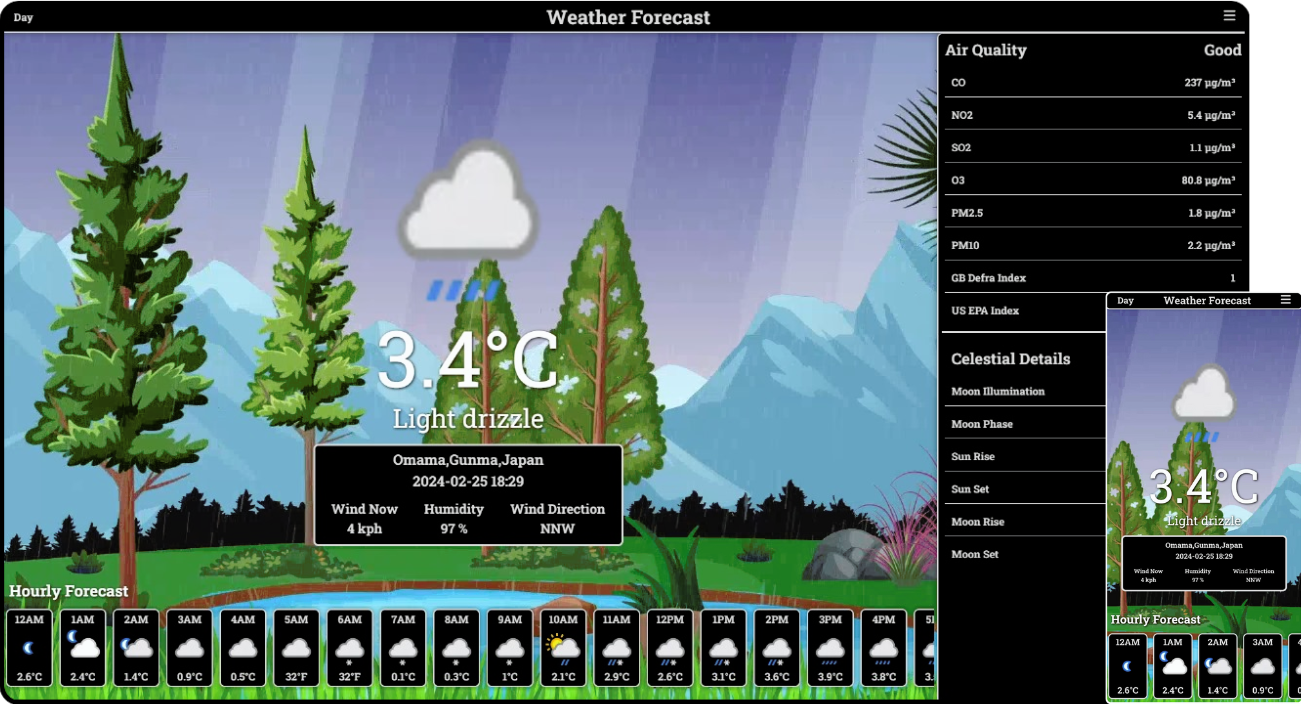 Day Weather Forecast
Air Quality Good
CO 237 µg/m³
NO2 5.4 µg/m³
SO2 1.1 µg/m³
O3 80.8 µg/m³
PM2.5 1.8 µg/m³
PM10 2.2 µg/m³
GB Defra Index 1
US EPA Index
Celestial Details
Moon Illumination
Moon Phase
Sun Rise
Sun Set
Moon Rise
Moon Set
3.4°C
Light drizzle
Omama,Gunma,Japan
2024-02-25 18:29
Wind Now Humidity Wind Direction
4 kph 97 % NNW
Hourly Forecast
12AM 1AM 2AM 3AM 4AM 5AM 6AM 7AM 8AM 9AM 10AM 11AM 12PM 1PM 2PM 3PM 4PM
2.6°C 2.4°C 1.4°C 0.9°C 0.5°C 32°F 32°F 0.1°C 0.3°C 1°C 2.1°C 2.9°C 2.6°C 3.1°C 3.6°C 3.9°C 3.8°C
Day Weather Forecast
3.4°C
Light drizzle
Omama,Gunma,Japan
2024-02-25 18:29
Wind Now Humidity Wind Direction
4 kph 97 % NNW
Hourly Forecast
12AM 1AM 2AM 3AM
2.6°C 2.4°C 1.4°C 0.9°C